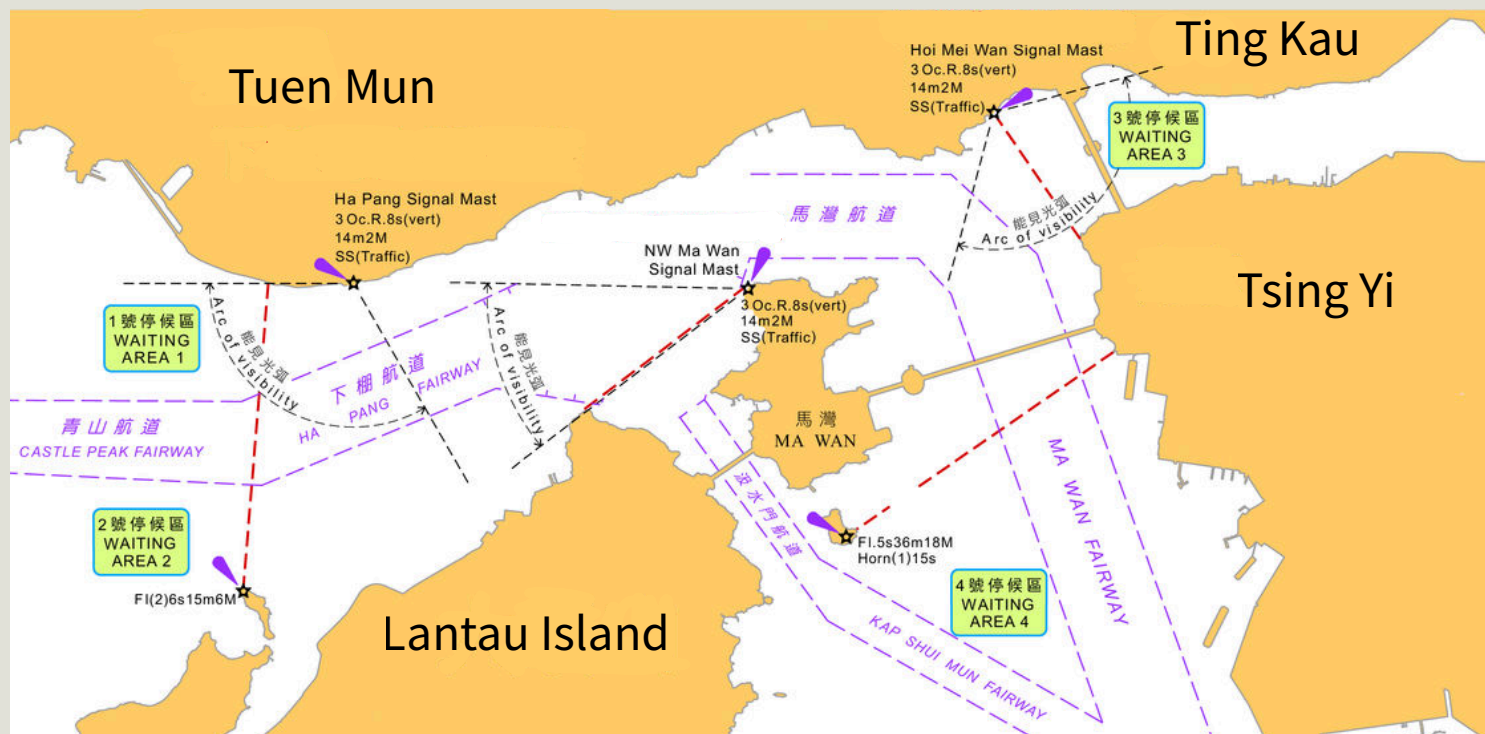 Tuen Mun
Ting Kau
Hoi Mei Wan Signal Mast
3 Oc.R.8s(vert)
14m2M
SS(Traffic)
3號停候區
WAITING
AREA 3
能見光弧
Arc of visibility
Ha Pang Signal Mast
3 Oc.R.8s(vert)
14m2M
SS(Traffic)
馬灣航道
NW Ma Wan
Signal Mast
3 Oc.R.8s(vert)
14m2M
SS(Traffic)
Tsing Yi
1號停候區
WAITING
AREA 1
能見光弧
Arc of visibility
能見光弧
Arc of visibility
下棚航道
HA PANG FAIRWAY
青山航道
CASTLE PEAK FAIRWAY
馬灣
MA WAN
MA WAN FAIRWAY
汲水門航道
2號停候區
WAITING
AREA 2
Fl(2)6s15m6M
Fl.5s36m18M
Horn(1)15s
4號停候區
WAITING
AREA 4
KAP SHUI MUN FAIRWAY
Lantau Island